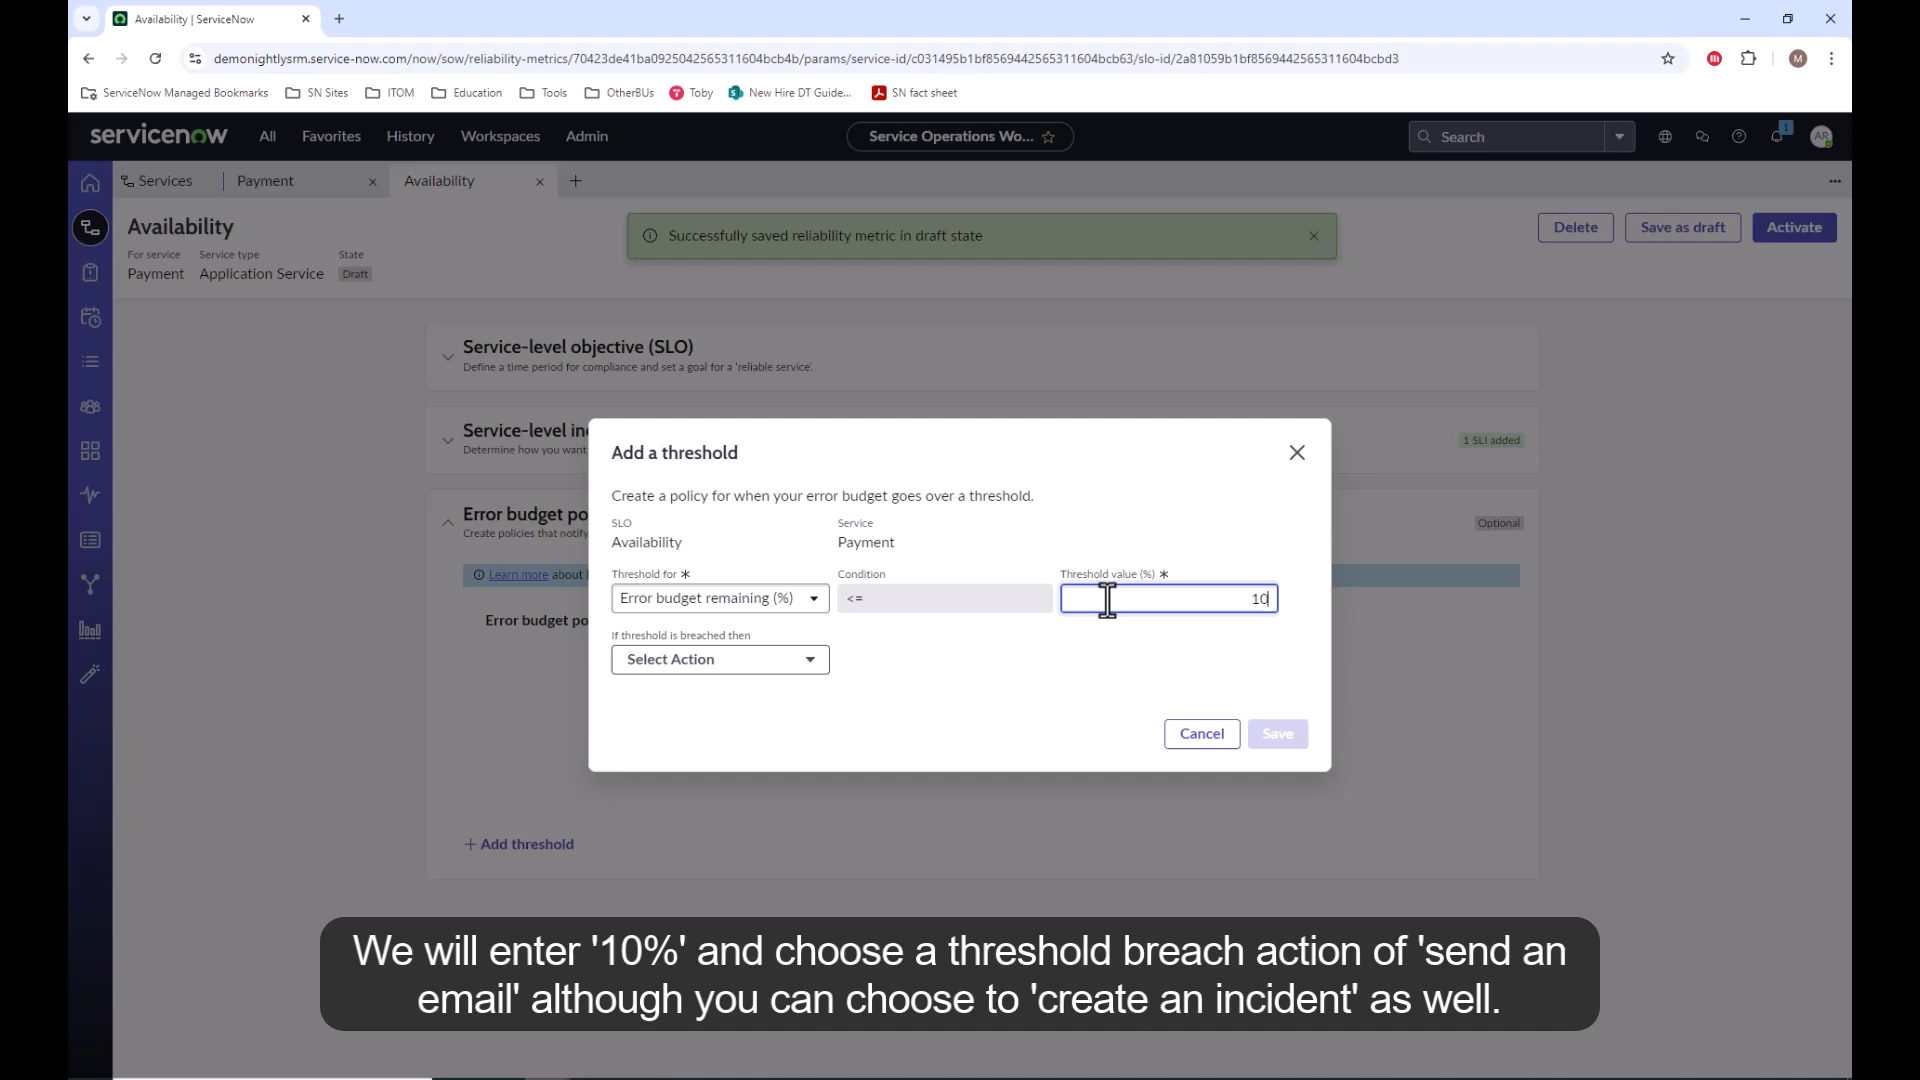 Availability | ServiceNow
demonightlysrm.service-now.com/now/sow/reliability-metrics/70423de41ba0925042565311604bcb4b/params/service-id/c031495b1bf8569442565311604bcb63/slo-id/2a81059b1bf8569442565311604bcbd3
M
ServiceNow Managed Bookmarks SN Sites ITOM Education Tools OtherBUs Toby New Hire DT Guide... SN fact sheet
servicenow All Favorites History Workspaces Admin Service Operations Wo... Search 1 AR
Services Payment Availability
Availability
Successfully saved reliability metric in draft state
Delete Save as draft Activate
For service Service type State
Payment Application Service Draft
Service-level objective (SLO)
Define a time period for compliance and set a goal for a 'reliable service'.
Service-level in
Determine how you want
1 SLI added
Error budget po
Create policies that notify
Optional
Learn more about
Error budget po
Add a threshold
Create a policy for when your error budget goes over a threshold.
SLO Service
Availability Payment
Threshold for * Condition Threshold value (%) *
Error budget remaining (%) <= 10
If threshold is breached then
Select Action
Cancel Save
+ Add threshold
We will enter '10%' and choose a threshold breach action of 'send an
email' although you can choose to 'create an incident' as well.